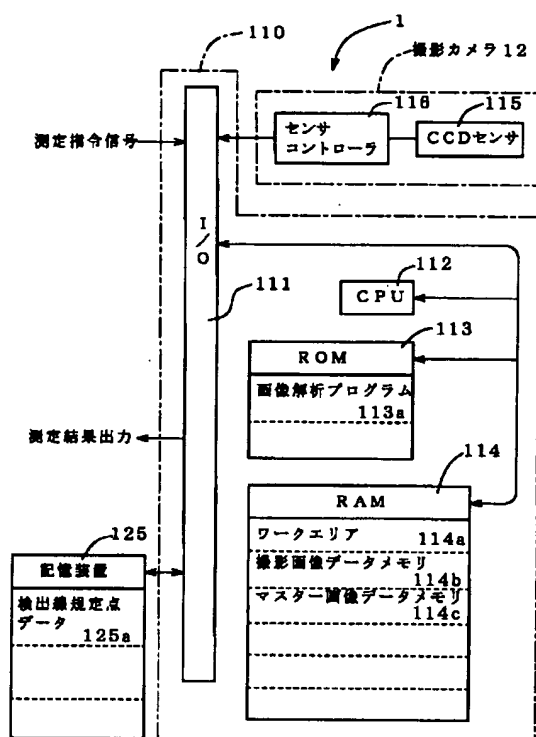 110
1
撮影カメラ12
116
115
センサ
コントローラ
CCDセンサ
測定指令信号
I/O
111
112
CPU
113
ROM
画像解析プログラム
113a
測定結果出力
114
RAM
ワークエリア
114a
撮影画像データメモリ
114b
マスター画像データメモリ
114c
125
記憶装置
検出線規定点
データ
125a